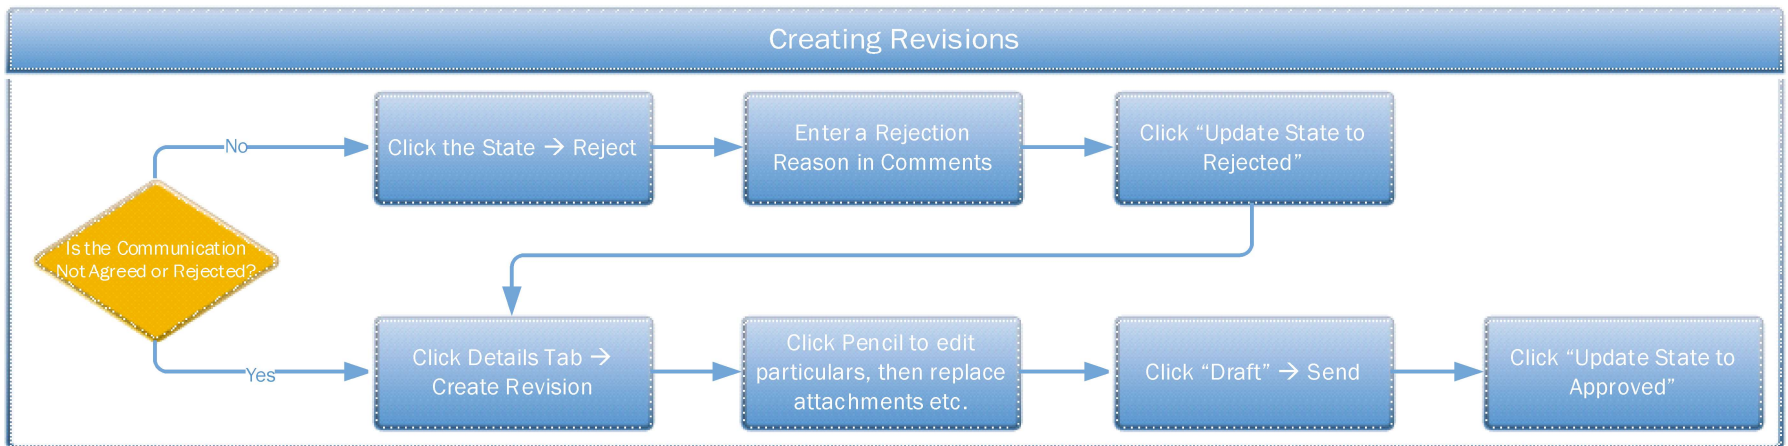 Creating Revisions
No
Click the State → Reject
Enter a Rejection
Reason in Comments
Click “Update State to
Rejected”
Is the Communication
Not Agreed or Rejected?
Yes
Click Details Tab →
Create Revision
Click Pencil to edit
particulars, then replace
attachments etc.
Click “Draft” → Send
Click “Update State to
Approved”